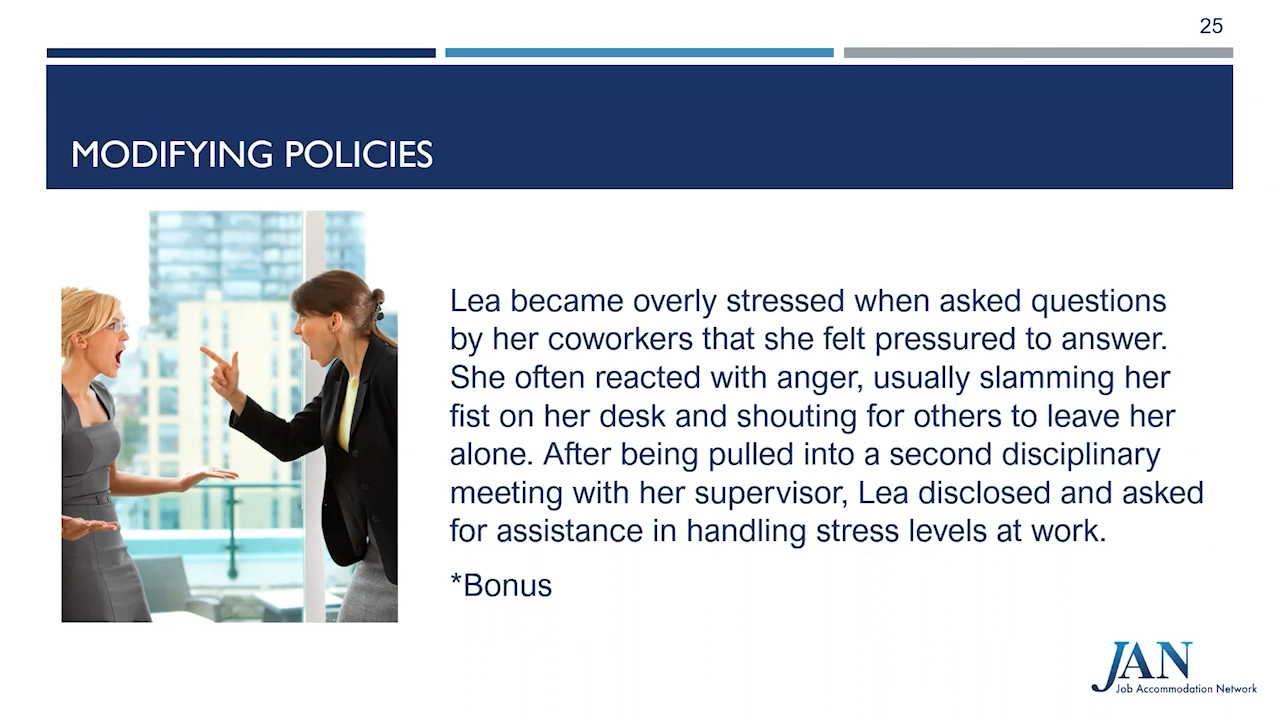 25
MODIFYING POLICIES
Lea became overly stressed when asked questions
by her coworkers that she felt pressured to answer.
She often reacted with anger, usually slamming her
fist on her desk and shouting for others to leave her
alone. After being pulled into a second disciplinary
meeting with her supervisor, Lea disclosed and asked
for assistance in handling stress levels at work.
*Bonus
JAN
Job Accommodation Network